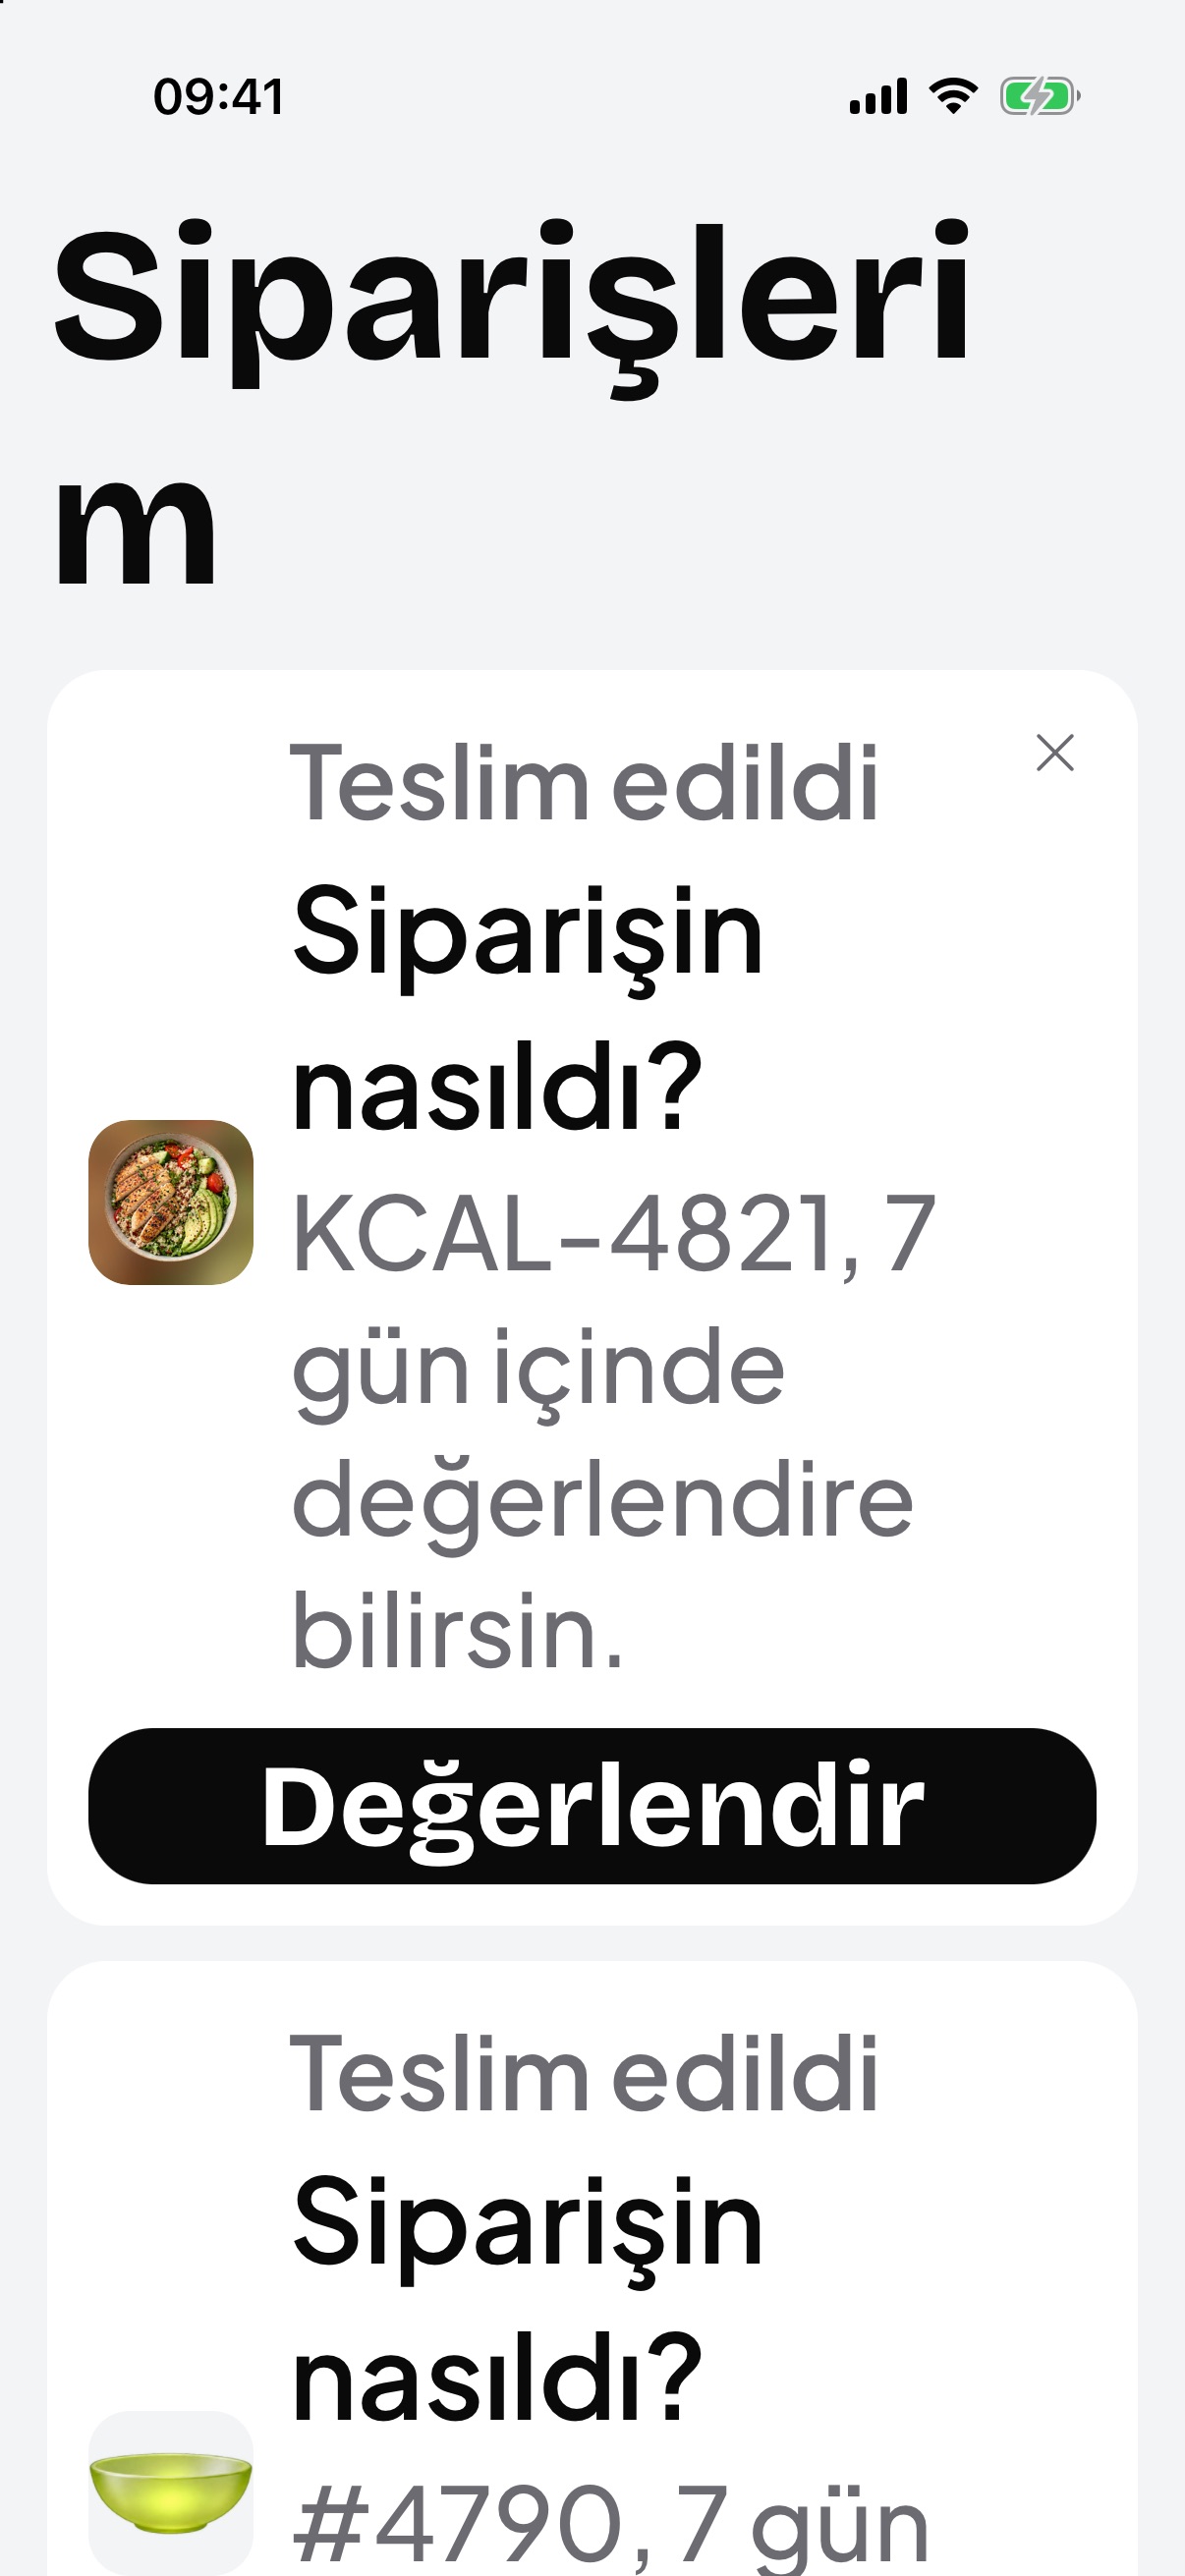 09:41
Siparişleri
m
Teslim edildi
Siparişin
nasıldı?
KCAL-4821, 7
gün içinde
değerlendire
bilirsin.
Değerlendir
Teslim edildi
Siparişin
nasıldı?
#4790, 7 gün